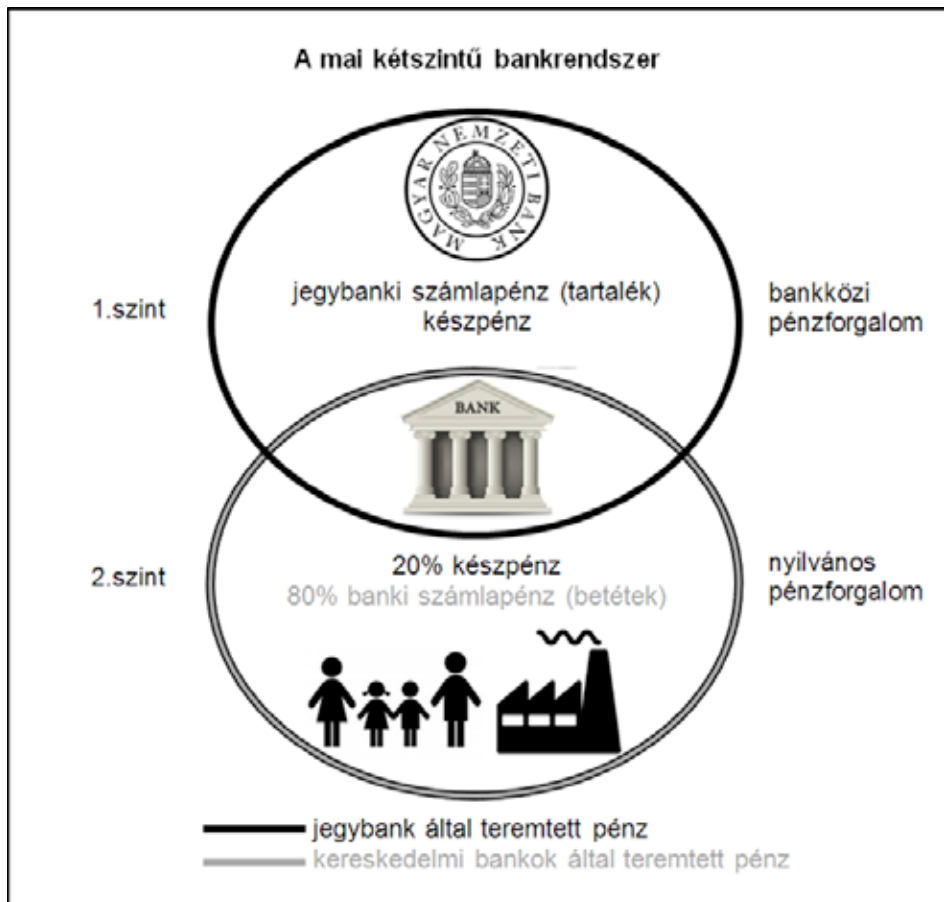 A mai kétszintű bankrendszer
MAGYAR NEMZETI BANK
jegybanki számlapénz (tartalék)
készpénz
1.szint
bankközi
pénzforgalom
BANK
20% készpénz
80% banki számlapénz (betétek)
2.szint
nyilvános
pénzforgalom
jegybank által teremtett pénz
kereskedelmi bankok által teremtett pénz